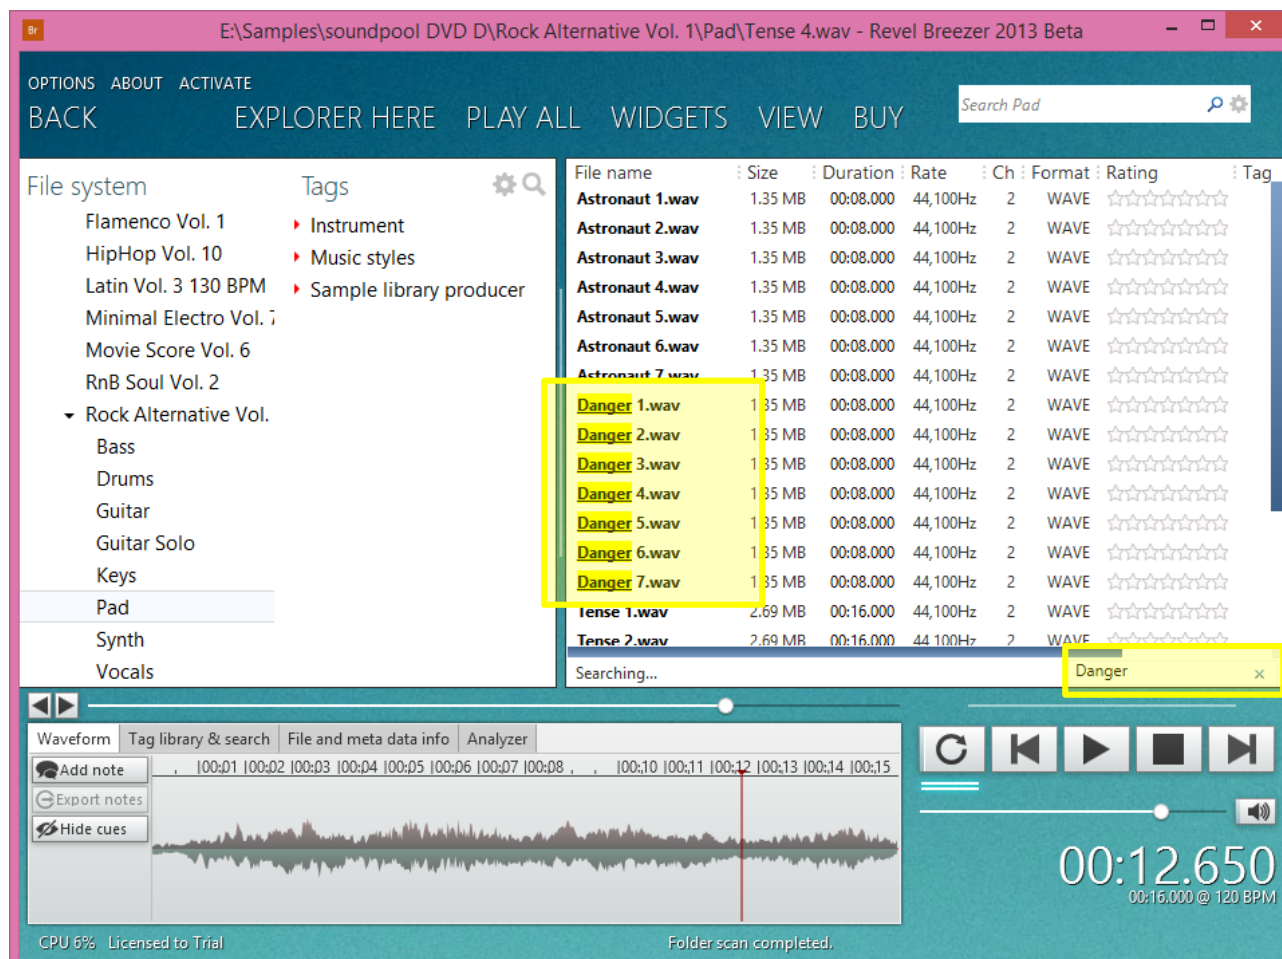 Br E:\Samples\soundpool DVD D\Rock Alternative Vol. 1\Pad\Tense 4.wav - Revel Breezer 2013 Beta
OPTIONS ABOUT ACTIVATE
BACK EXPLORER HERE PLAY ALL WIDGETS VIEW BUY
Search Pad
File system
Flamenco Vol. 1
HipHop Vol. 10
Latin Vol. 3 130 BPM
Minimal Electro Vol. 7
Movie Score Vol. 6
RnB Soul Vol. 2
Rock Alternative Vol.
Bass
Drums
Guitar
Guitar Solo
Keys
Pad
Synth
Vocals
Tags
Instrument
Music styles
Sample library producer
File name Size Duration Rate Ch Format Rating Tag
Astronaut 1.wav 1.35 MB 00:08.000 44,100Hz 2 WAVE
Astronaut 2.wav 1.35 MB 00:08.000 44,100Hz 2 WAVE
Astronaut 3.wav 1.35 MB 00:08.000 44,100Hz 2 WAVE
Astronaut 4.wav 1.35 MB 00:08.000 44,100Hz 2 WAVE
Astronaut 5.wav 1.35 MB 00:08.000 44,100Hz 2 WAVE
Astronaut 6.wav 1.35 MB 00:08.000 44,100Hz 2 WAVE
Astronaut 7.wav 1.35 MB 00:08.000 44,100Hz 2 WAVE
Danger 1.wav 1.35 MB 00:08.000 44,100Hz 2 WAVE
Danger 2.wav 1.35 MB 00:08.000 44,100Hz 2 WAVE
Danger 3.wav 1.35 MB 00:08.000 44,100Hz 2 WAVE
Danger 4.wav 1.35 MB 00:08.000 44,100Hz 2 WAVE
Danger 5.wav 1.35 MB 00:08.000 44,100Hz 2 WAVE
Danger 6.wav 1.35 MB 00:08.000 44,100Hz 2 WAVE
Danger 7.wav 1.35 MB 00:08.000 44,100Hz 2 WAVE
Tense 1.wav 2.69 MB 00:16.000 44,100Hz 2 WAVE
Tense 2.wav 2.69 MB 00:16.000 44,100Hz 2 WAVE
Searching... Danger
Waveform Tag library & search File and meta data info Analyzer
Add note
Export notes
Hide cues
|00:01 |00:02 |00:03 |00:04 |00:05 |00:06 |00:07 |00:08 |00:10 |00:11 |00:12 |00:13 |00:14 |00:15
00:12.650
00:16.000 @ 120 BPM
CPU 6% Licensed to Trial Folder scan completed.